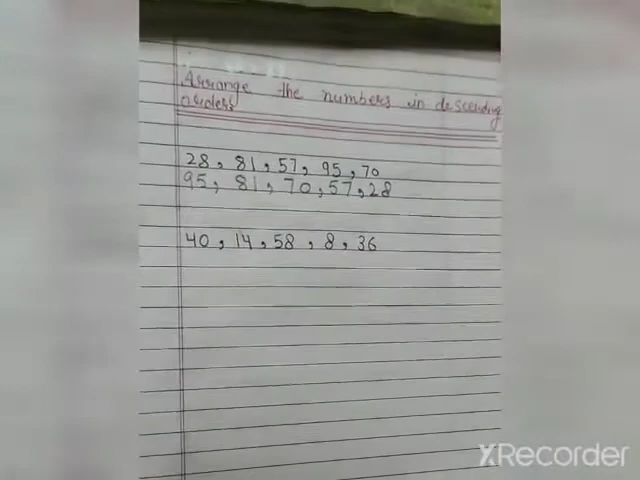 Arrange the numbers in descending
orders
28, 81, 57, 95, 70
95, 81, 70, 57, 28
40, 14, 58, 8, 36
XRecorder